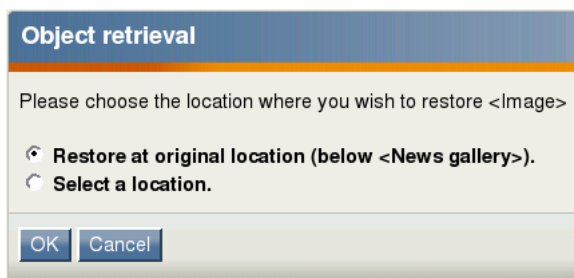 Object retrieval
Please choose the location where you wish to restore <Image>
Restore at original location (below <News gallery>).
Select a location.
OK Cancel